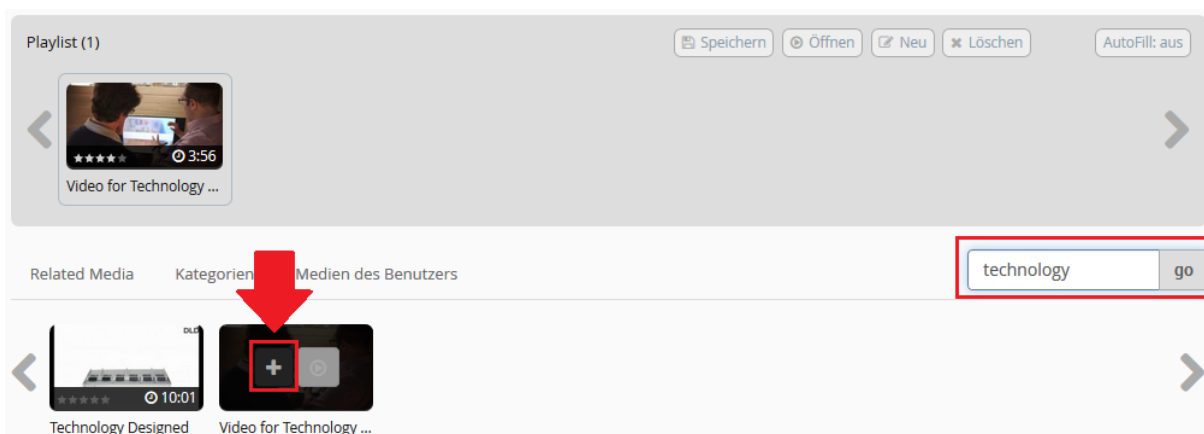 Playlist (1)
Speichern
Öffnen
Neu
Löschen
AutoFill: aus
3:56
Video for Technology ...
Related Media
Kategorien
Medien des Benutzers
technology
go
DLD
10:01
Technology Designed
Video for Technology ...